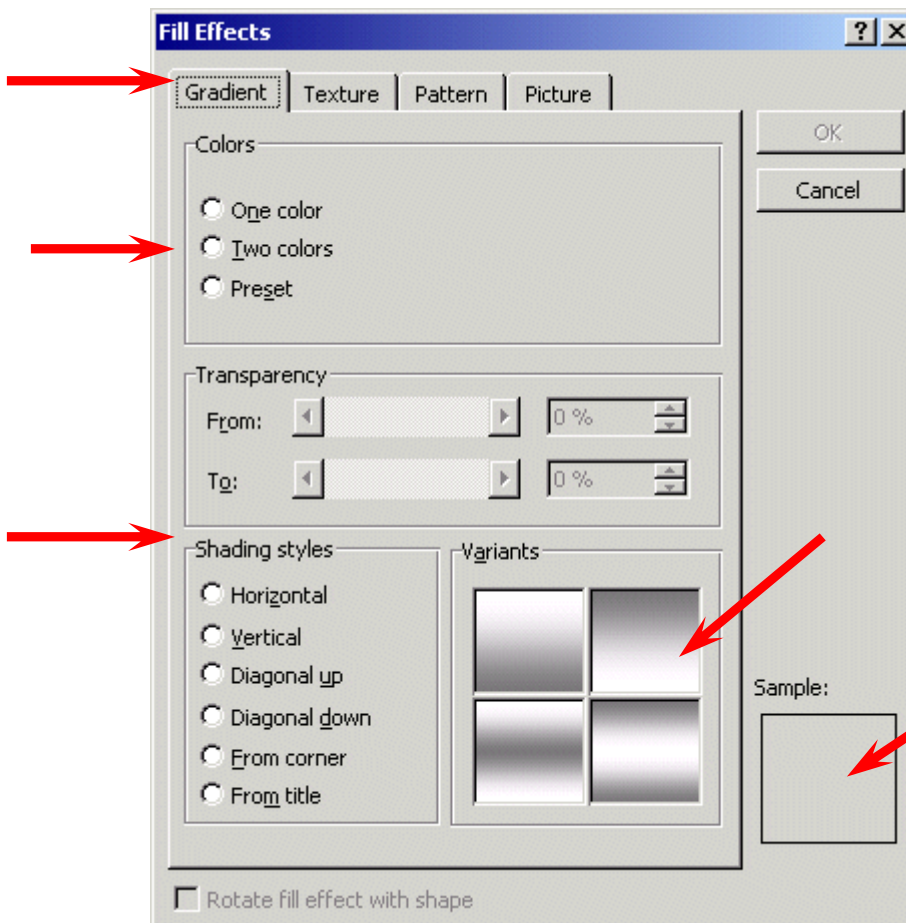 Fill Effects
Gradient Texture Pattern Picture
OK
Cancel
Colors
One color
Two colors
Preset
Transparency
From: 0 %
To: 0 %
Shading styles
Horizontal
Vertical
Diagonal up
Diagonal down
From corner
From title
Variants
Sample:
Rotate fill effect with shape